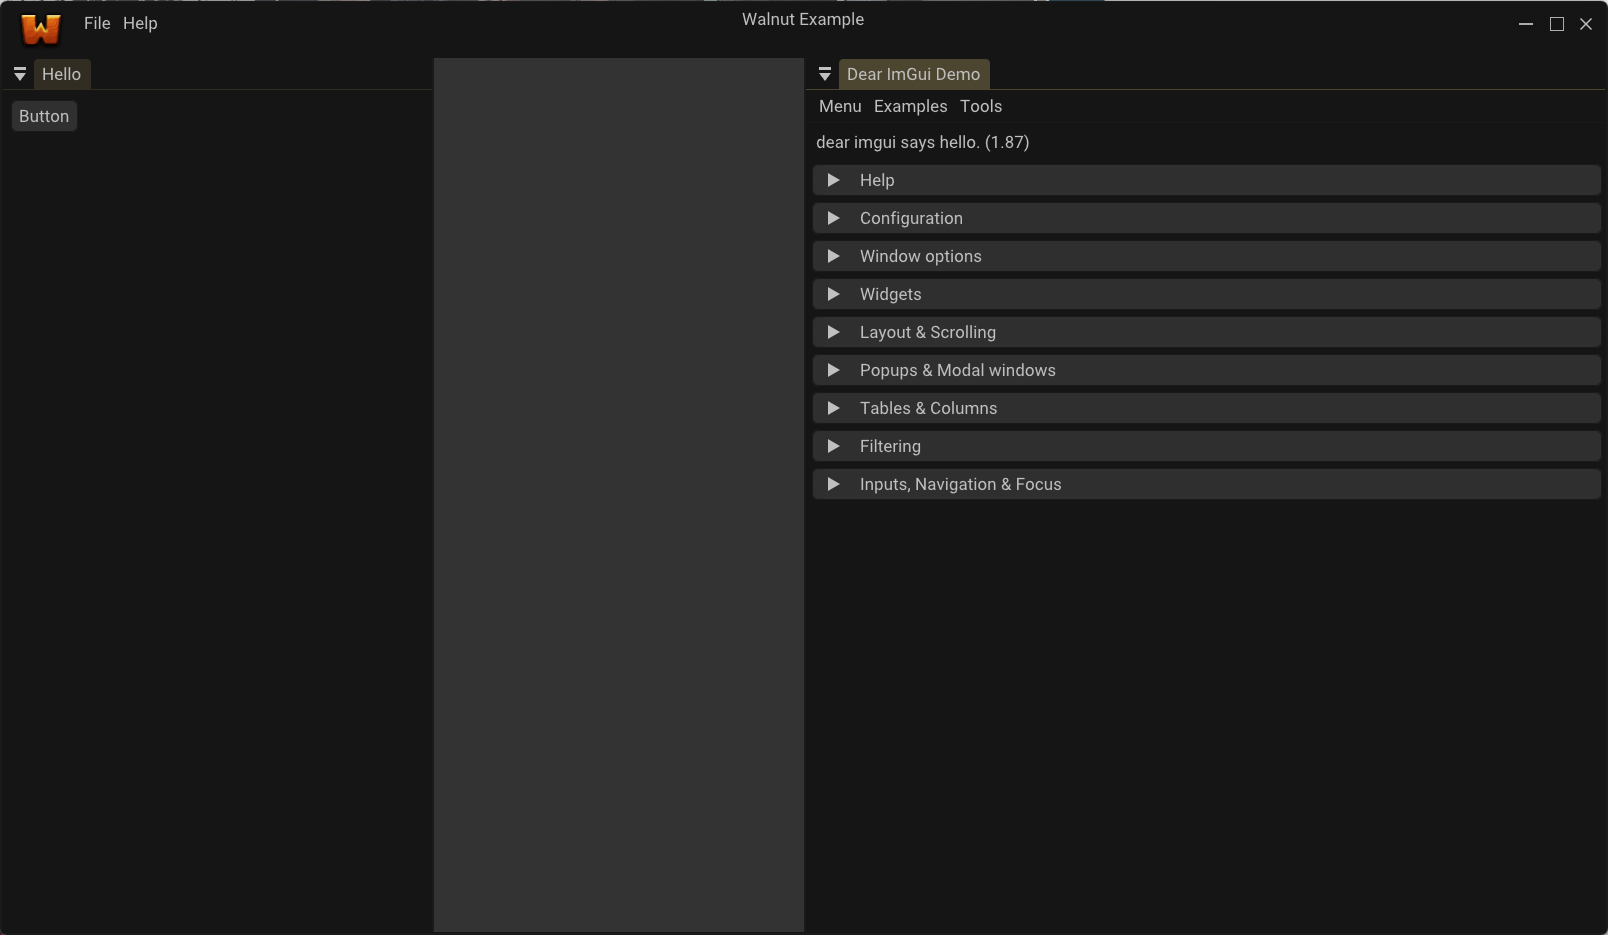 W
File Help
Walnut Example
Hello
Button
Dear ImGui Demo
Menu Examples Tools
dear imgui says hello. (1.87)
Help
Configuration
Window options
Widgets
Layout & Scrolling
Popups & Modal windows
Tables & Columns
Filtering
Inputs, Navigation & Focus